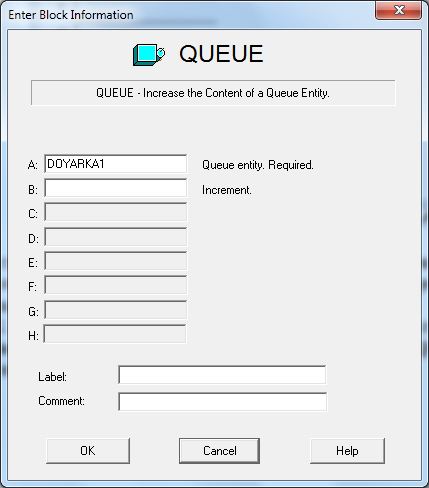 Enter Block Information
QUEUE
QUEUE - Increase the Content of a Queue Entity.
A: DOYARKA1 Queue entity. Required.
B: Increment.
C:
D:
E:
F:
G:
H:
Label:
Comment:
OK Cancel Help